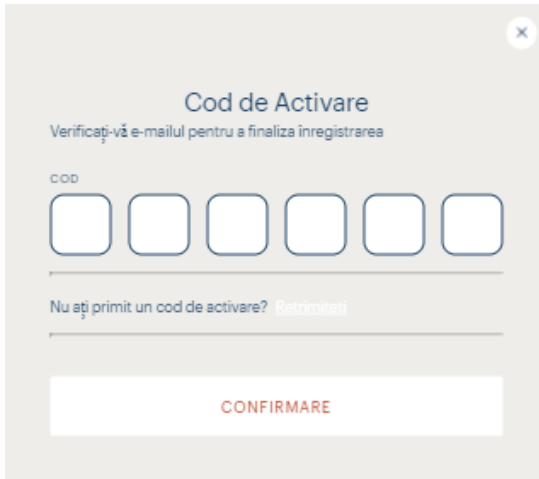 Cod de Activare
Verificați-vă e-mailul pentru a finaliza înregistrarea
COD
Nu ați primit un cod de activare? Retrimiteți
CONFIRMARE